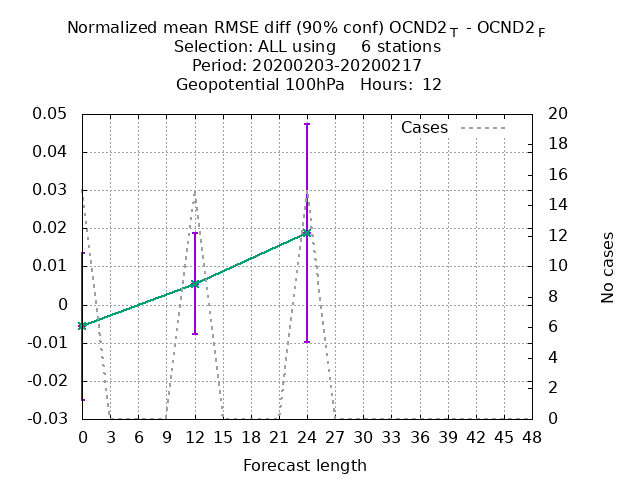 Normalized mean RMSE diff (90% conf) OCND2 T - OCND2 F
Selection: ALL using     6 stations
Period: 20200203-20200217
Geopotential 100hPa   Hours:  12
0.05
0.04
0.03
0.02
0.01
0
-0.01
-0.02
-0.03
Cases
20
18
16
14
12
10
8
6
4
2
0
No cases
0 3 6 9 12 15 18 21 24 27 30 33 36 39 42 45 48
Forecast length